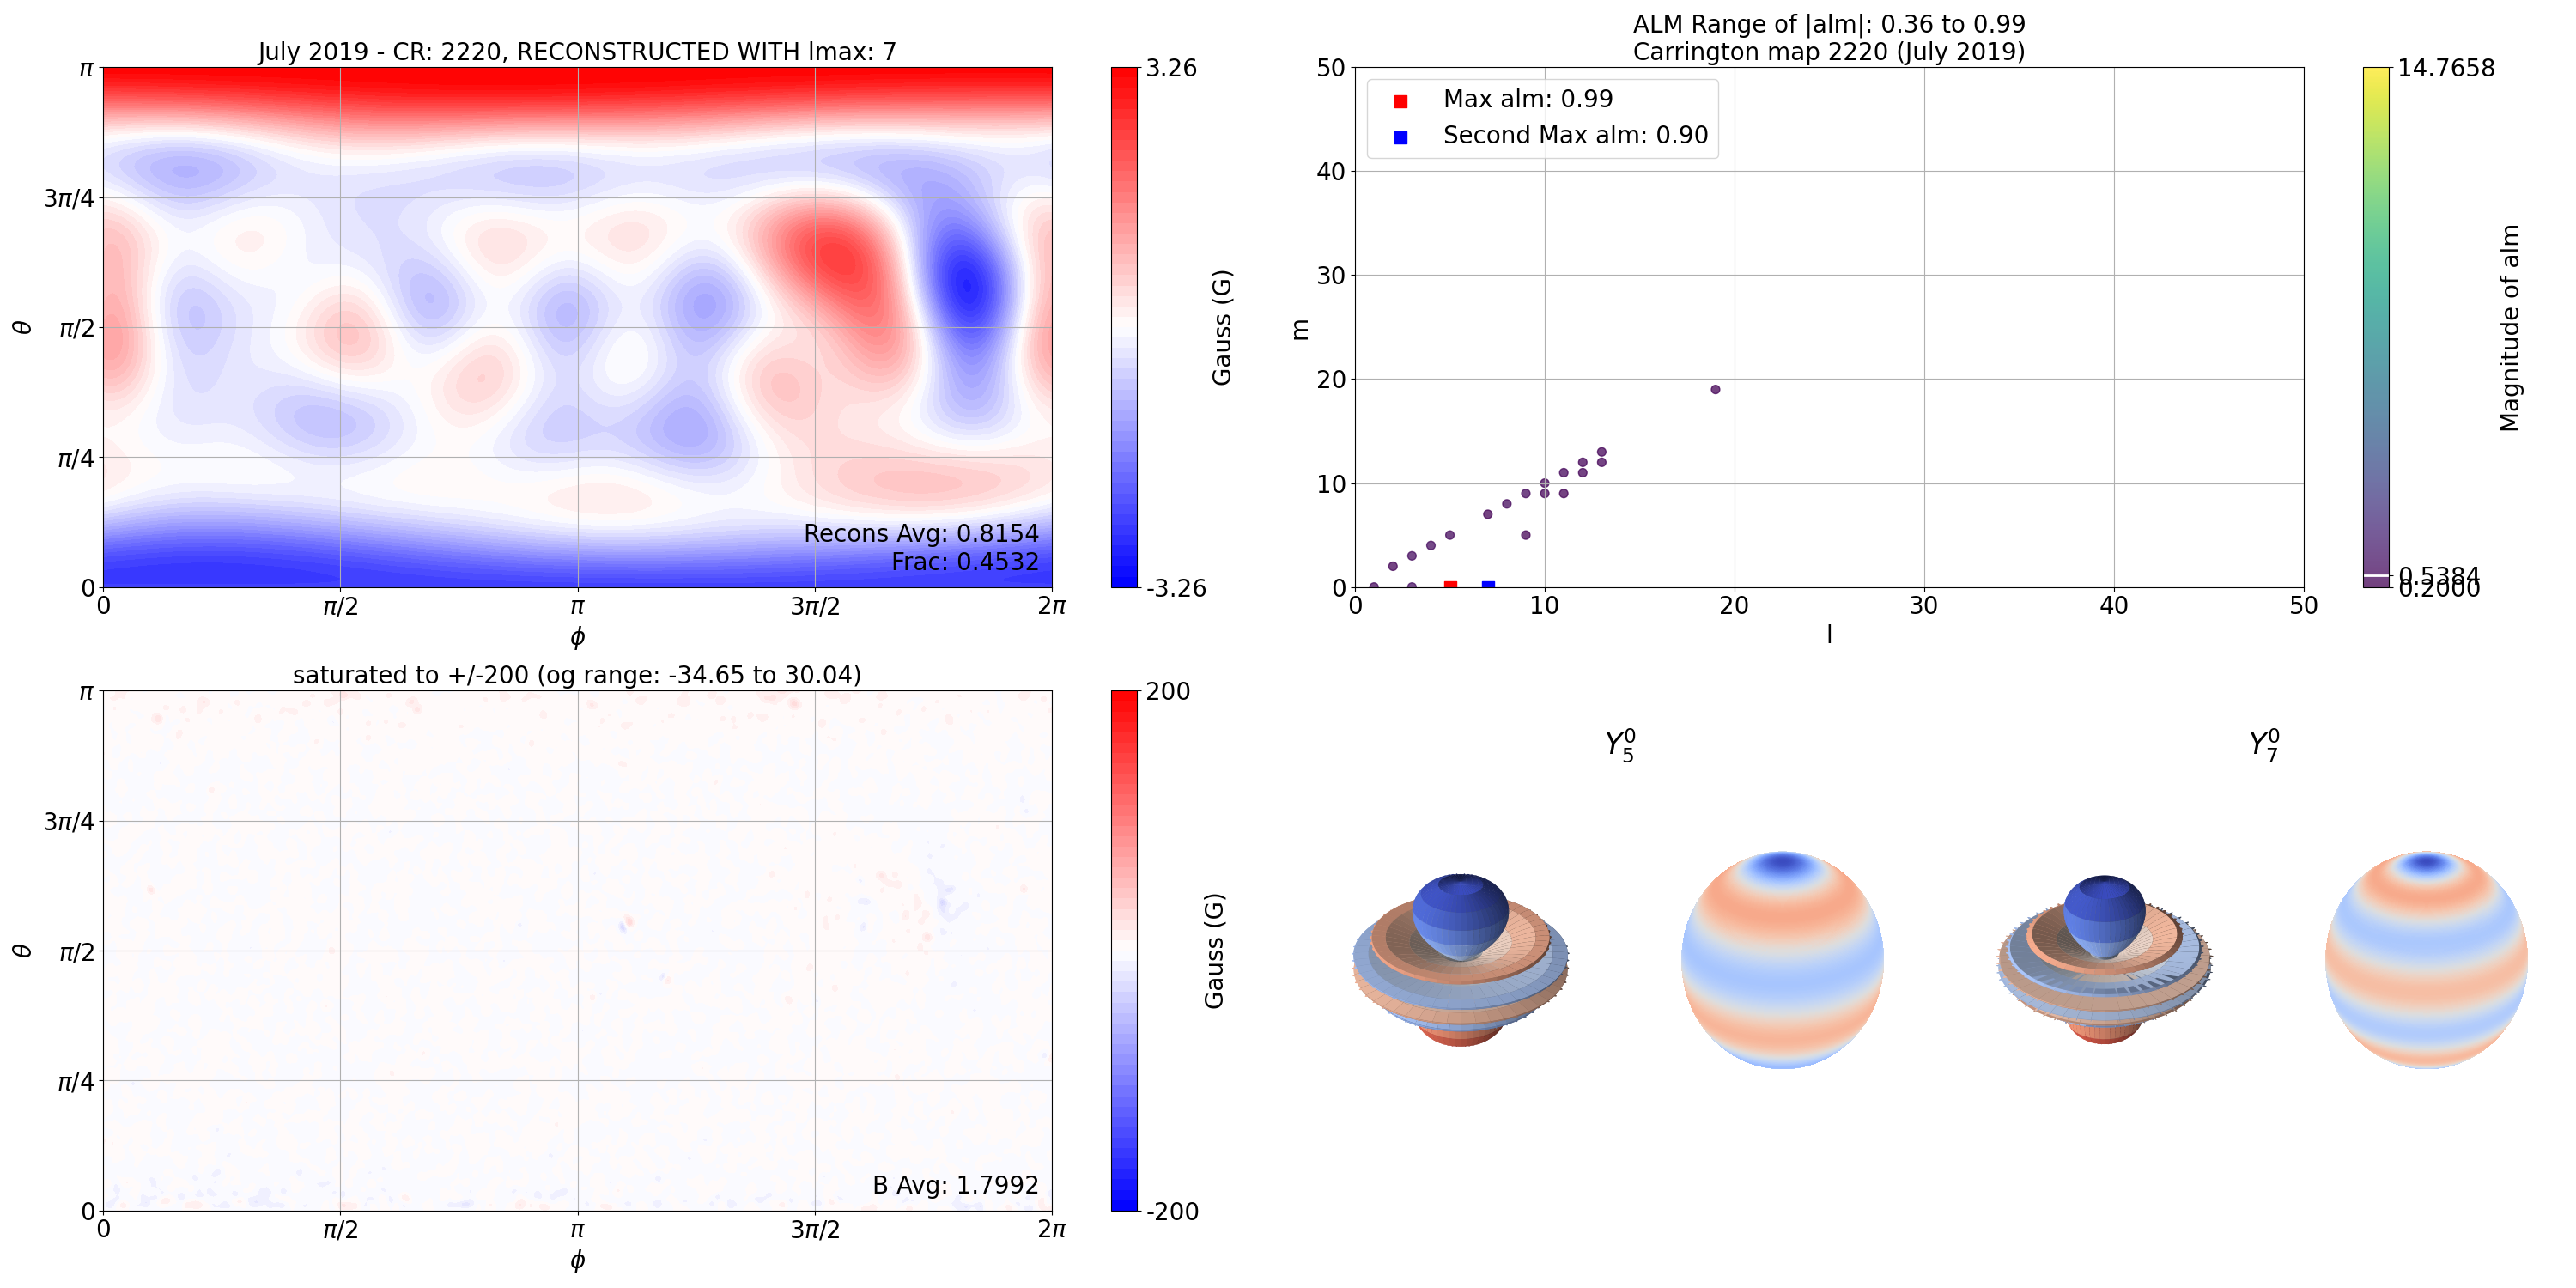 July 2019 - CR: 2220, RECONSTRUCTED WITH lmax: 7
π
3π/4
π/2
π/4
0
θ
0
π/2
π
3π/2
2π
ϕ
Recons Avg: 0.8154
Frac: 0.4532
3.26
-3.26
Gauss (G)
ALM Range of |alm|: 0.36 to 0.99
Carrington map 2220 (July 2019)
Max alm: 0.99
Second Max alm: 0.90
50
40
30
20
10
0
m
0
10
20
30
40
50
l
14.7658
0.5384
0.2000
Magnitude of alm
saturated to +/-200 (og range: -34.65 to 30.04)
π
3π/4
π/2
π/4
0
θ
0
π/2
π
3π/2
2π
ϕ
B Avg: 1.7992
200
-200
Gauss (G)
Y₅⁰
Y₇⁰